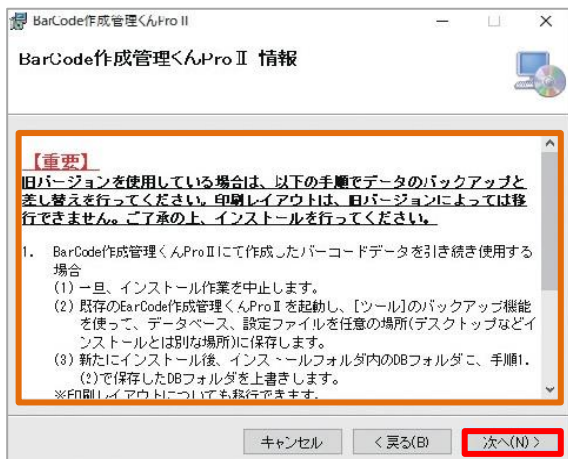 BarCode作成管理くんPro II
BarCode作成管理くんProⅡ 情報
【重要】
旧バージョンを使用している場合は、以下の手順でデータのバックアップと
差し替えを行ってください。印刷レイアウトは、旧バージョンによっては移
行できません。ご了承の上、インストールを行ってください。
1. BarCode作成管理くんProⅡにて作成したバーコードデータを引き続き使用する
場合
(1) 一旦、インストール作業を中止します。
(2) 既存のBarCode作成管理くんProⅡを起動し、[ツール]のバックアップ機能
を使って、データベース、設定ファイルを任意の場所(デスクトップなどイ
ンストールとは別な場所)に保存します。
(3) 新たにインストール後、インストールフォルダ内のDBフォルダに、手順1.
(2)で保存したDBフォルダを上書きします。
※印刷レイアウトについても移行できます。
キャンセル
< 戻る(B)
次へ(N) >